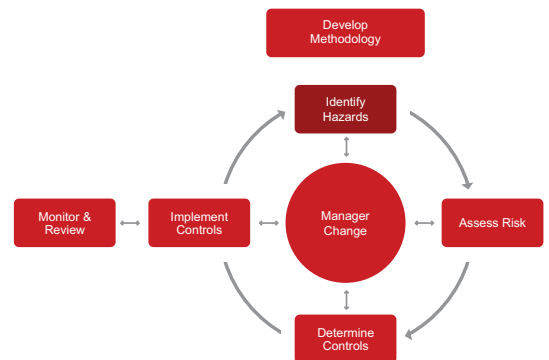 Develop
Methodology
Identify
Hazards
Monitor &
Review
Implement
Controls
Manager
Change
Assess Risk
Determine
Controls